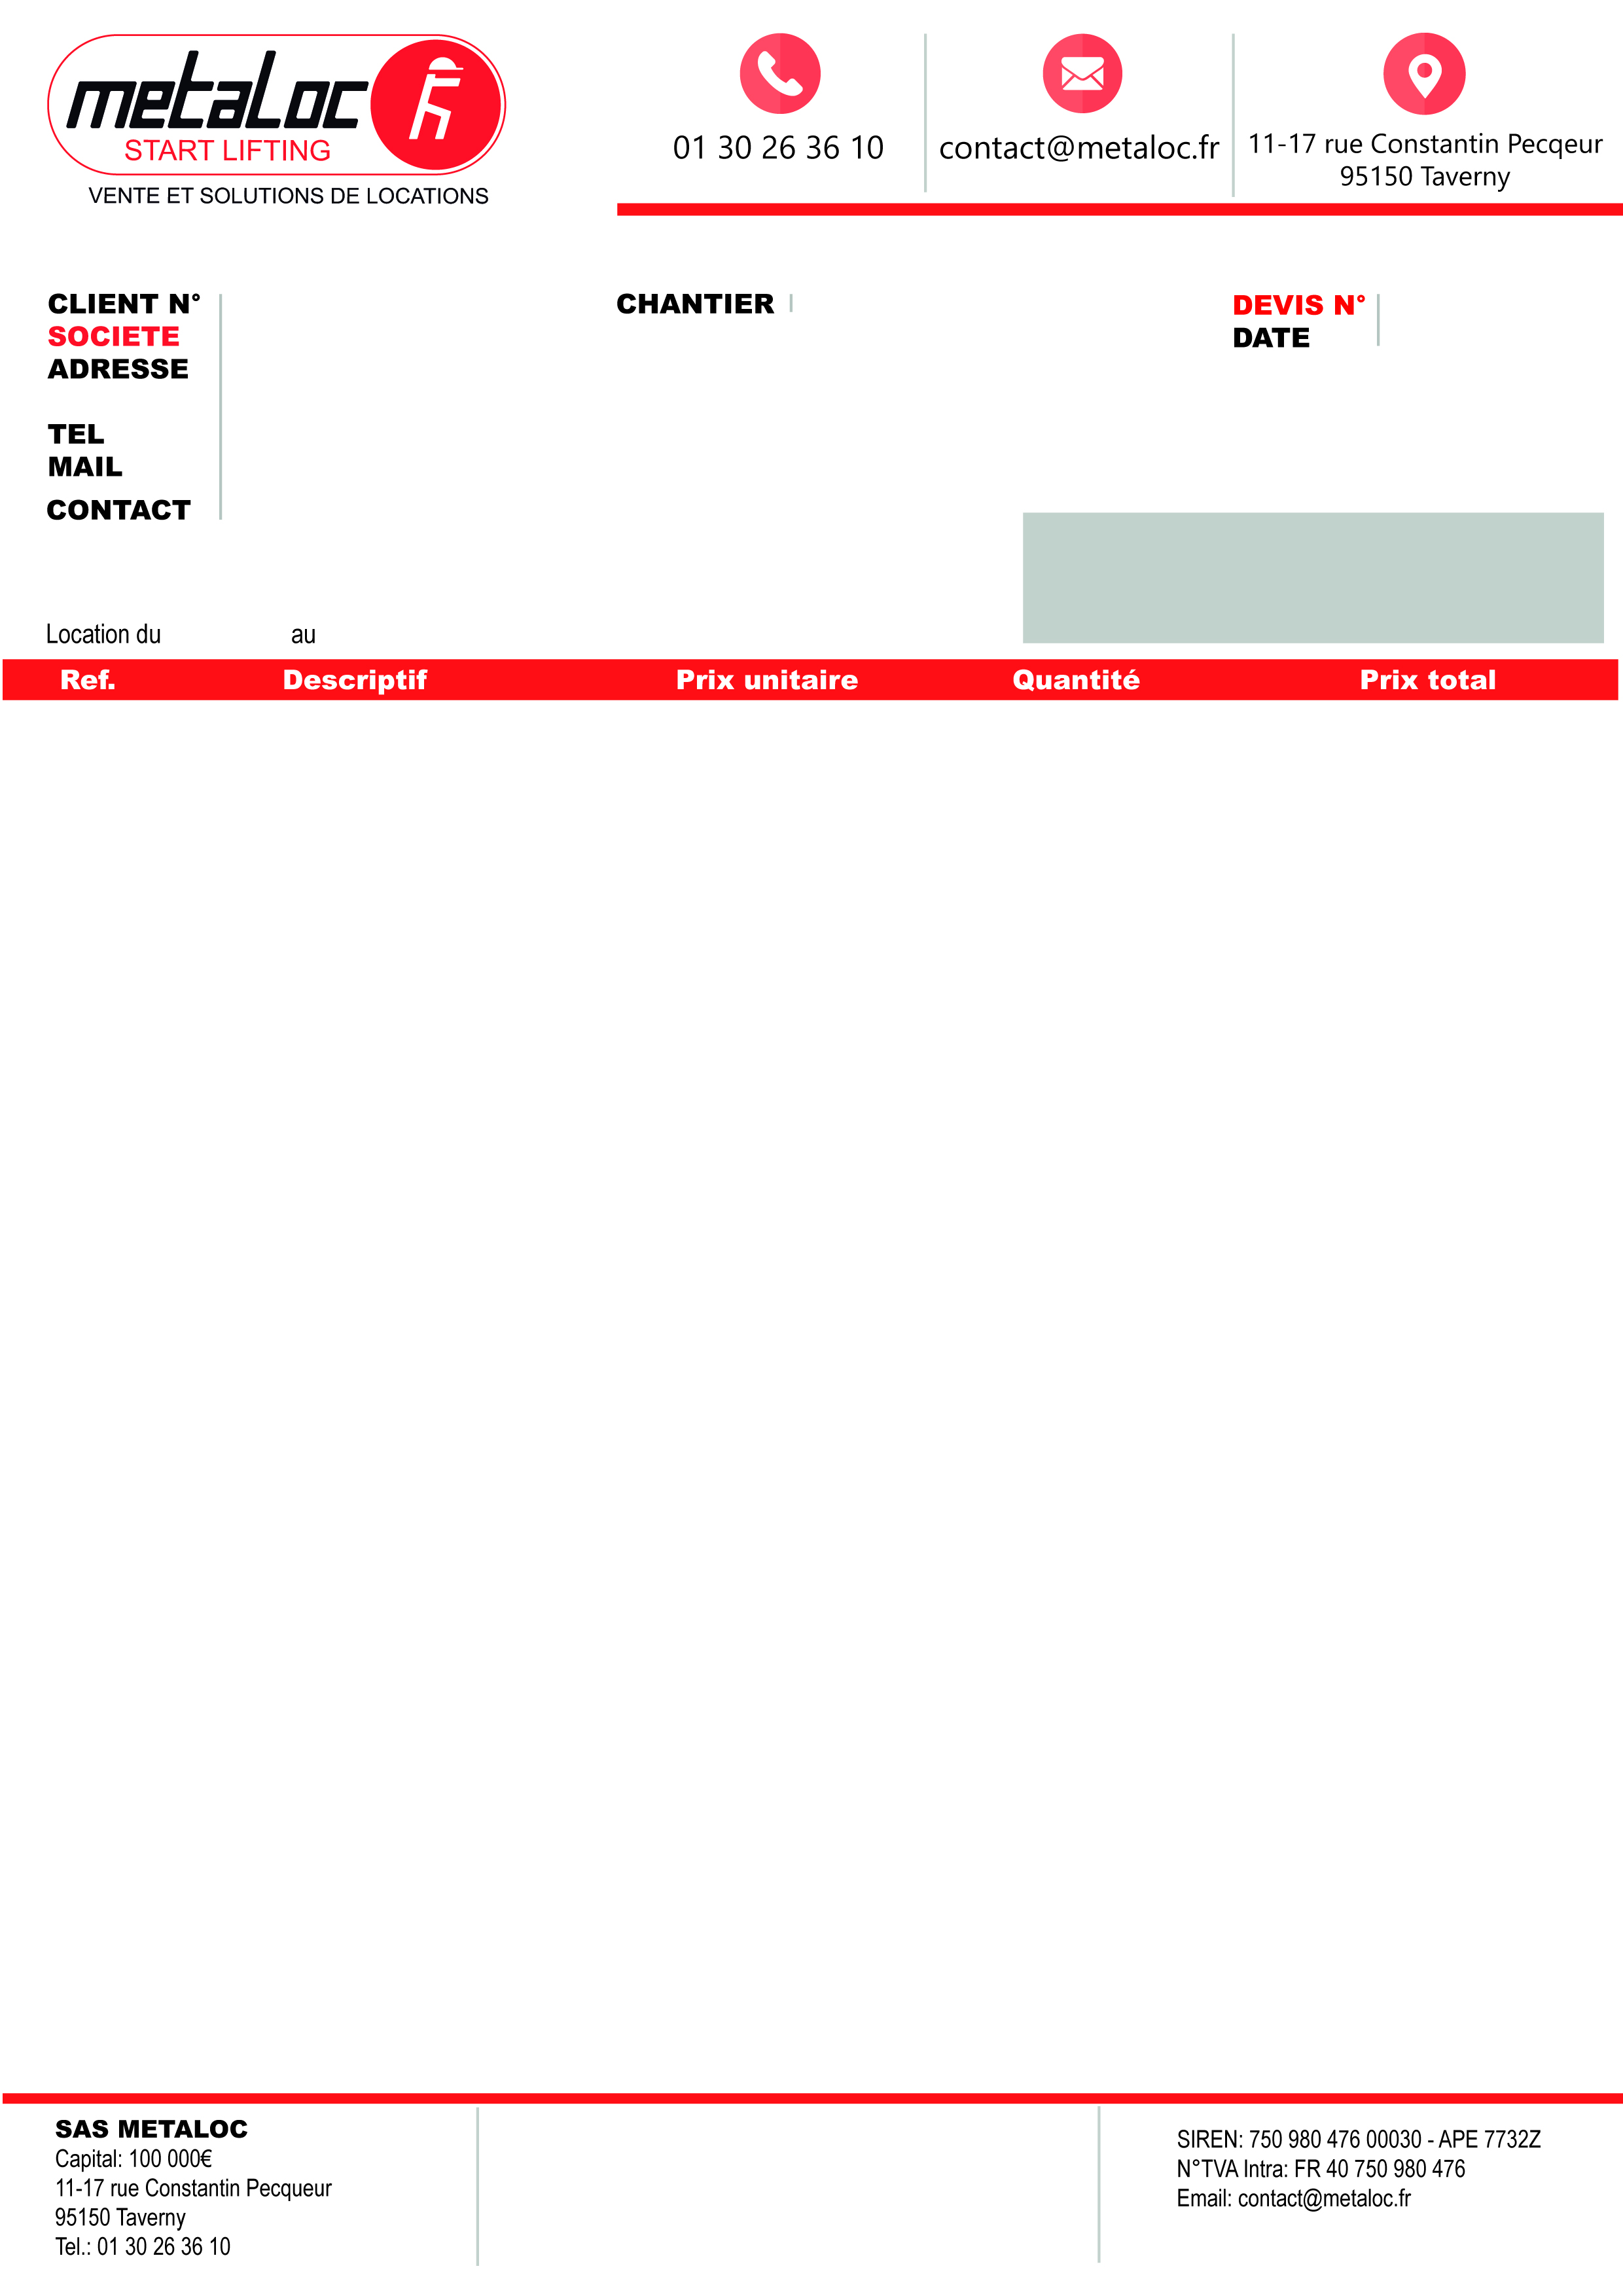 metaLoc
START LIFTING
VENTE ET SOLUTIONS DE LOCATIONS
01 30 26 36 10
contact@metaloc.fr
11-17 rue Constantin Pecqeur
95150 Taverny
CLIENT N°
SOCIETE
ADRESSE
TEL
MAIL
CONTACT
CHANTIER
DEVIS N°
DATE
Location du au
Ref. Descriptif Prix unitaire Quantité Prix total
SAS METALOC
Capital: 100 000€
11-17 rue Constantin Pecqueur
95150 Taverny
Tel.: 01 30 26 36 10
SIREN: 750 980 476 00030 - APE 7732Z
N°TVA Intra: FR 40 750 980 476
Email: contact@metaloc.fr